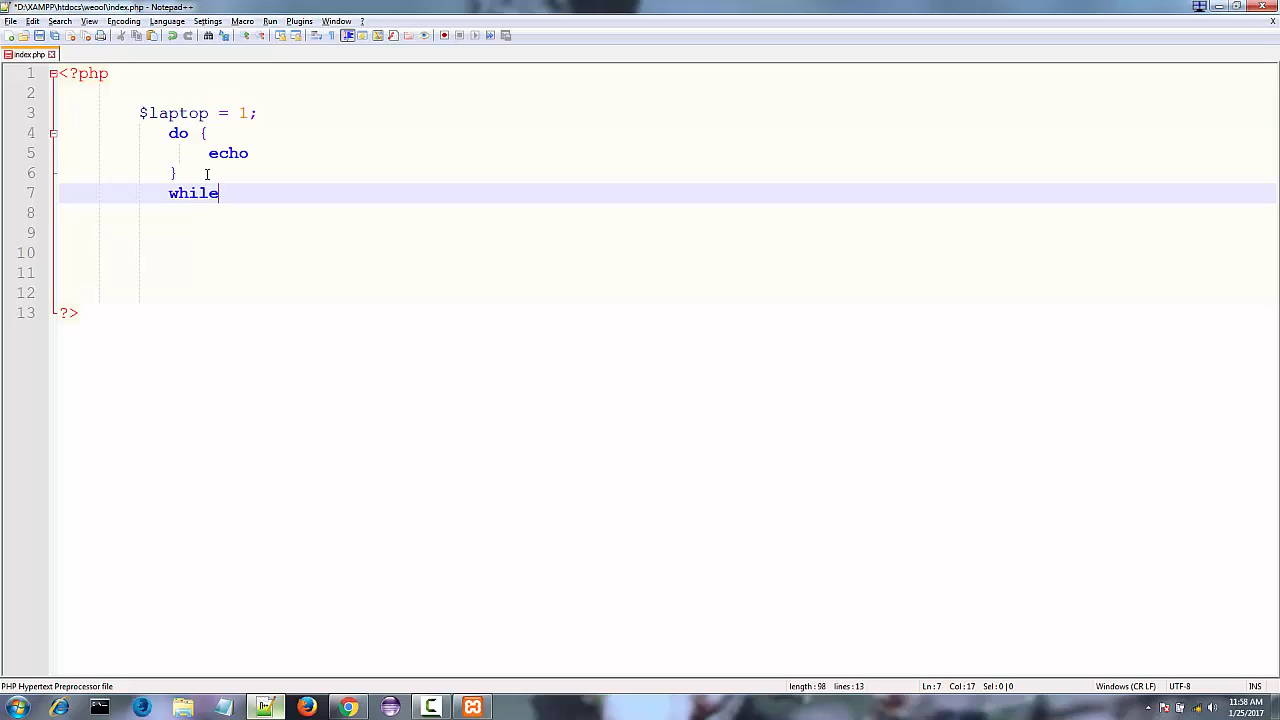 *D:\XAMPP\htdocs\weool\index.php - Notepad++
File Edit Search View Encoding Language Settings Macro Run Plugins Window ?
X
index.php
1 <?php
2
3 $laptop = 1;
4 do {
5 echo
6 }
7 while
8
9
10
11
12
13 ?>
PHP Hypertext Preprocessor file length : 98 lines : 13 Ln : 7 Col : 17 Sel : 0 | 0 Windows (CR LF) UTF-8 INS
11:58 AM
1/25/2017